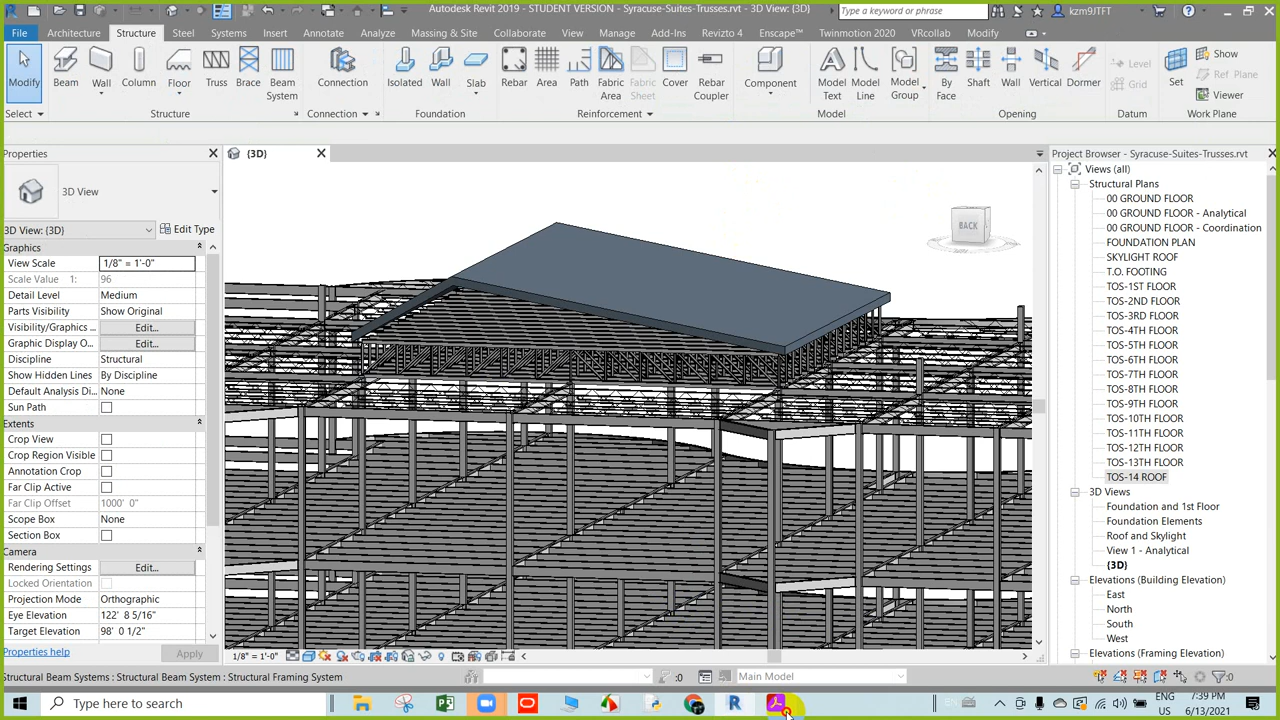 Autodesk Revit 2019 - STUDENT VERSION - Syracuse-Suites-Trusses.rvt - 3D View: {3D}
Type a keyword or phrase
kzm9JTFT
File Architecture Structure Steel Systems Insert Annotate Analyze Massing & Site Collaborate View Manage Add-Ins Revizto 4 Enscape™ Twinmotion 2020 VRcollab Modify
Modify Beam Wall Column Floor Truss Brace Beam System Connection Isolated Wall Slab Rebar Area Path Fabric Area Fabric Sheet Cover Rebar Coupler Component Model Text Model Line Model Group By Face Shaft Wall Vertical Dormer Level Grid Set Show Ref Plane Viewer
Select Structure Connection Foundation Reinforcement Model Opening Datum Work Plane
Properties
3D View
3D View: {3D} Edit Type
Graphics
View Scale 1/8" = 1'-0"
Scale Value 1: 96
Detail Level Medium
Parts Visibility Show Original
Visibility/Graphics ... Edit...
Graphic Display O... Edit...
Discipline Structural
Show Hidden Lines By Discipline
Default Analysis Di... None
Sun Path
Extents
Crop View
Crop Region Visible
Annotation Crop
Far Clip Active
Far Clip Offset 1000' 0"
Scope Box None
Section Box
Camera
Rendering Settings Edit...
Locked Orientation
Projection Mode Orthographic
Eye Elevation 122' 8 5/16"
Target Elevation 98' 0 1/2"
Properties help Apply
{3D}
BACK
1/8" = 1'-0"
Project Browser - Syracuse-Suites-Trusses.rvt
Views (all)
Structural Plans
00 GROUND FLOOR
00 GROUND FLOOR - Analytical
00 GROUND FLOOR - Coordination
FOUNDATION PLAN
SKYLIGHT ROOF
T.O. FOOTING
TOS-1ST FLOOR
TOS-2ND FLOOR
TOS-3RD FLOOR
TOS-4TH FLOOR
TOS-5TH FLOOR
TOS-6TH FLOOR
TOS-7TH FLOOR
TOS-8TH FLOOR
TOS-9TH FLOOR
TOS-10TH FLOOR
TOS-11TH FLOOR
TOS-12TH FLOOR
TOS-13TH FLOOR
TOS-14 ROOF
3D Views
Foundation and 1st Floor
Foundation Elements
Roof and Skylight
View 1 - Analytical
{3D}
Elevations (Building Elevation)
East
North
South
West
Elevations (Framing Elevation)
Structural Beam System : Structural Beam System : Structural Framing System
:0
Main Model
:0
Type here to search
ENG
US
7:39 PM
6/13/2021